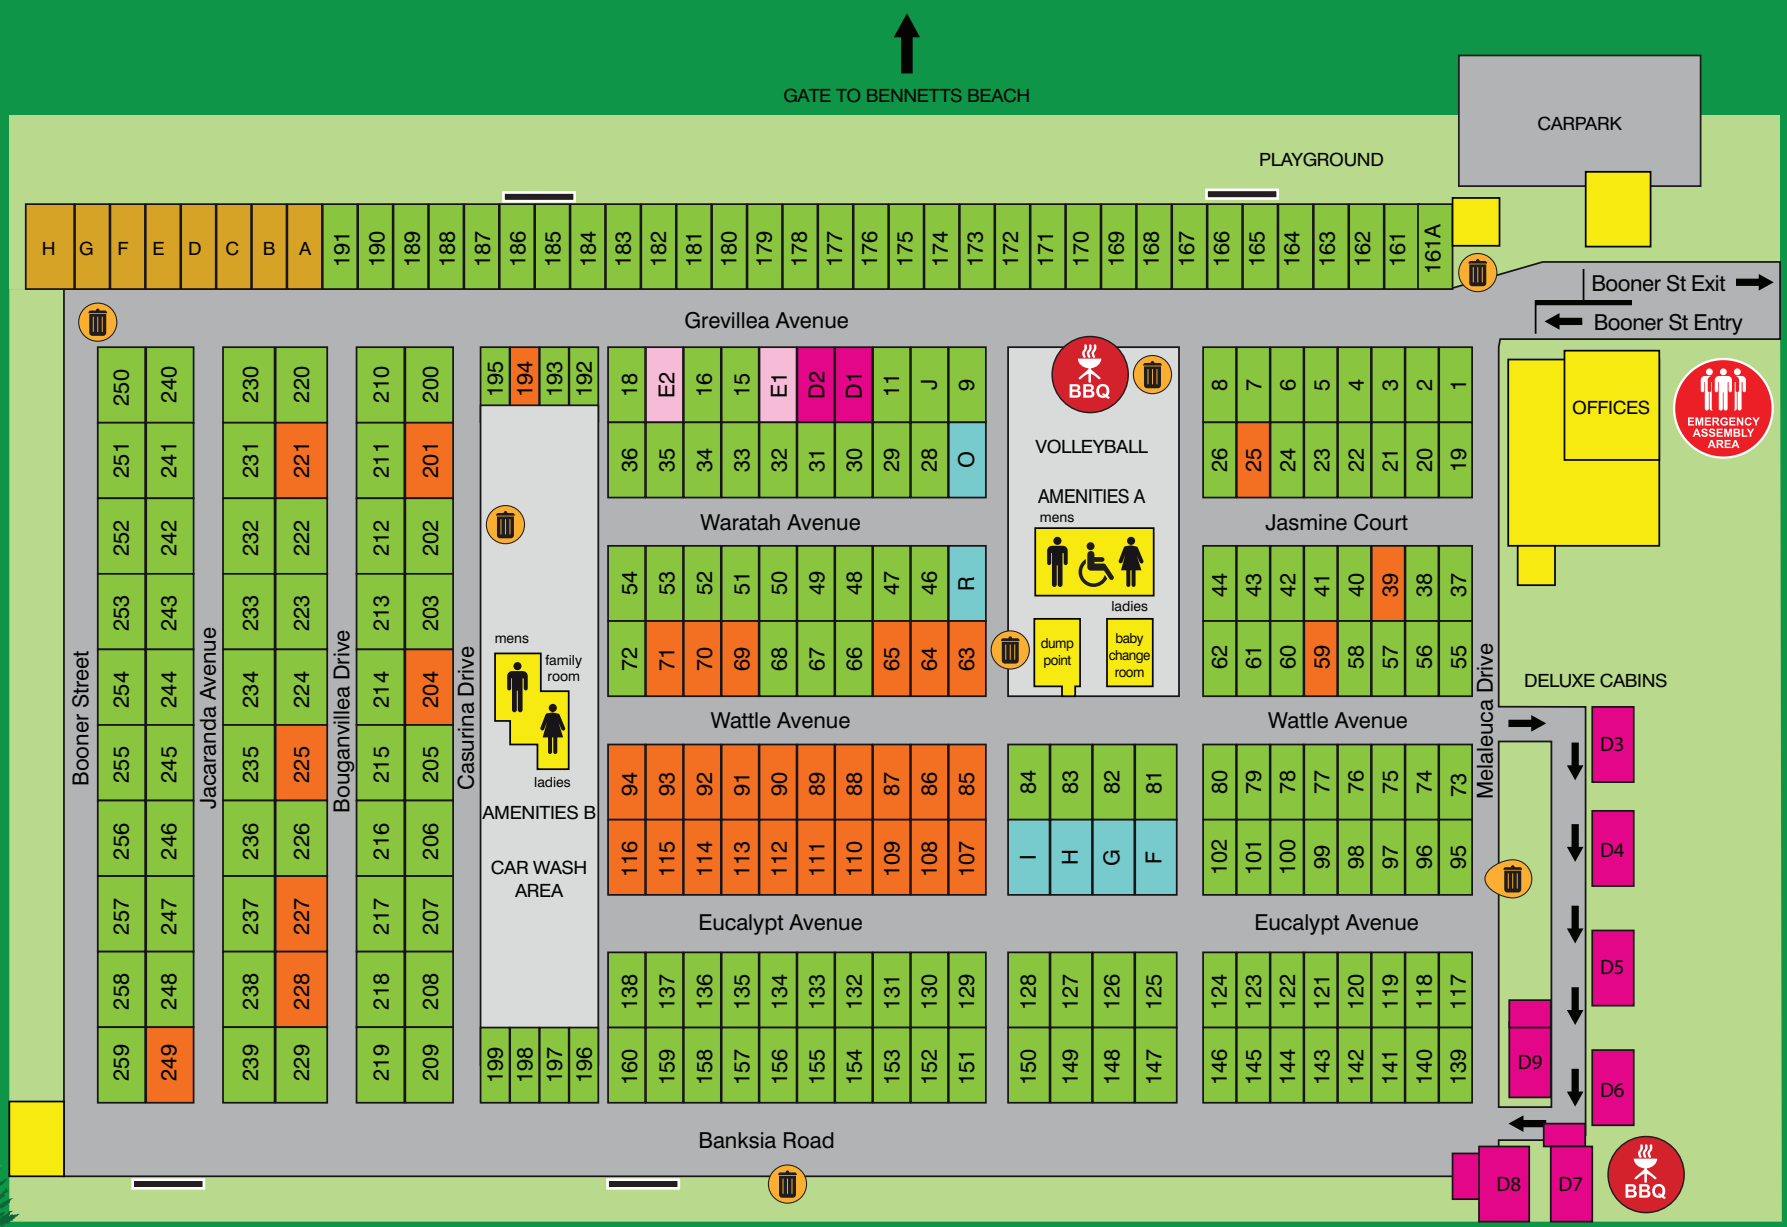 GATE TO BENNETTS BEACH
CARPARK
PLAYGROUND
H G F E D C B A 191 190 189 188 187 186 185 184 183 182 181 180 179 178 177 176 175 174 173 172 171 170 169 168 167 166 165 164 163 162 161 161A
Booner St Exit
Booner St Entry
Grevillea Avenue
250 240 230 220 210 200 195 194 193 192 18 E2 16 15 E1 D2 D1 11 J 9 8 7 6 5 4 3 2 1
BBQ
OFFICES
EMERGENCY
ASSEMBLY
AREA
VOLLEYBALL
251 241 231 221 211 201 36 35 34 33 32 31 30 29 28 O 26 25 24 23 22 21 20 19
AMENITIES A
mens
ladies
Waratah Avenue
Jasmine Court
252 242 232 222 212 202
54 53 52 51 50 49 48 47 46 R 44 43 42 41 40 39 38 37
253 243 233 223 213 203
72 71 70 69 68 67 66 65 64 63 62 61 60 59 58 57 56 55
dump
point
baby
change
room
mens
family
room
ladies
AMENITIES B
CAR WASH
AREA
Booner Street
Jacaranda Avenue
Bouganvillea Drive
Casurina Drive
Melaleuca Drive
254 244 234 224 214 204
DELUXE CABINS
Wattle Avenue
Wattle Avenue
255 245 235 225 215 205
94 93 92 91 90 89 88 87 86 85 84 83 82 81 80 79 78 77 76 75 74 73
D3
256 246 236 226 216 206
116 115 114 113 112 111 110 109 108 107 I H G F 102 101 100 99 98 97 96 95
D4
257 247 237 227 217 207
Eucalypt Avenue
Eucalypt Avenue
258 248 238 228 218 208
138 137 136 135 134 133 132 131 130 129 128 127 126 125 124 123 122 121 120 119 118 117
D5
259 249 239 229 219 209 199 198 197 196 160 159 158 157 156 155 154 153 152 151 150 149 148 147 146 145 144 143 142 141 140 139
D9
D6
Banksia Road
D8
D7
BBQ